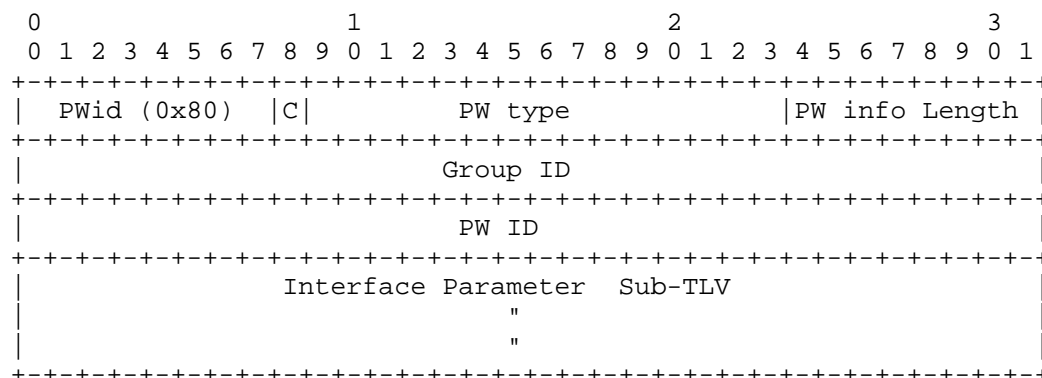 0                   1                   2                   3
 0 1 2 3 4 5 6 7 8 9 0 1 2 3 4 5 6 7 8 9 0 1 2 3 4 5 6 7 8 9 0 1
+-+-+-+-+-+-+-+-+-+-+-+-+-+-+-+-+-+-+-+-+-+-+-+-+-+-+-+-+-+-+-+-+
|  PWid (0x80)  |C|         PW type             |PW info Length |
+-+-+-+-+-+-+-+-+-+-+-+-+-+-+-+-+-+-+-+-+-+-+-+-+-+-+-+-+-+-+-+-+
|                          Group ID                             |
+-+-+-+-+-+-+-+-+-+-+-+-+-+-+-+-+-+-+-+-+-+-+-+-+-+-+-+-+-+-+-+-+
|                           PW ID                               |
+-+-+-+-+-+-+-+-+-+-+-+-+-+-+-+-+-+-+-+-+-+-+-+-+-+-+-+-+-+-+-+-+
|                Interface Parameter  Sub-TLV                   |
|                              "                                |
|                              "                                |
+-+-+-+-+-+-+-+-+-+-+-+-+-+-+-+-+-+-+-+-+-+-+-+-+-+-+-+-+-+-+-+-+